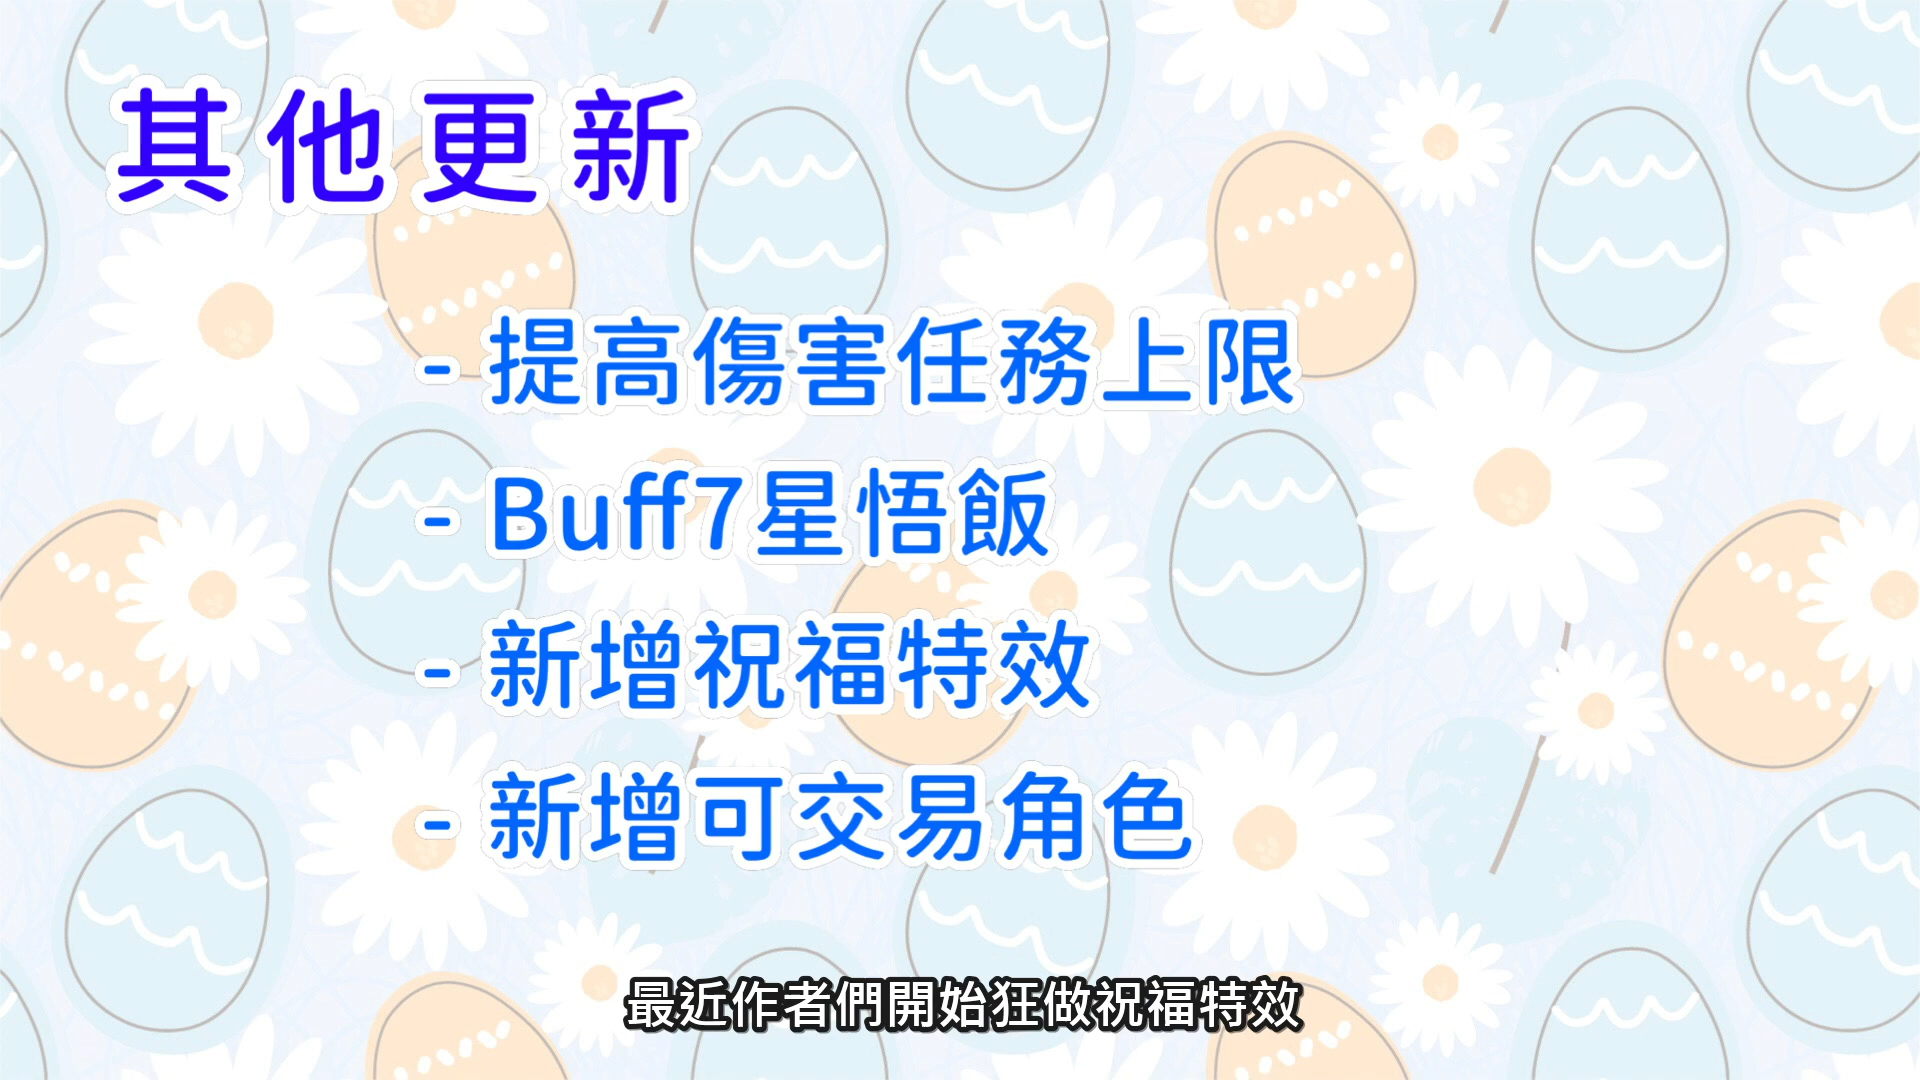 其他更新
- 提高傷害任務上限
- Buff7星悟飯
- 新增祝福特效
- 新增可交易角色
最近作者們開始狂做祝福特效